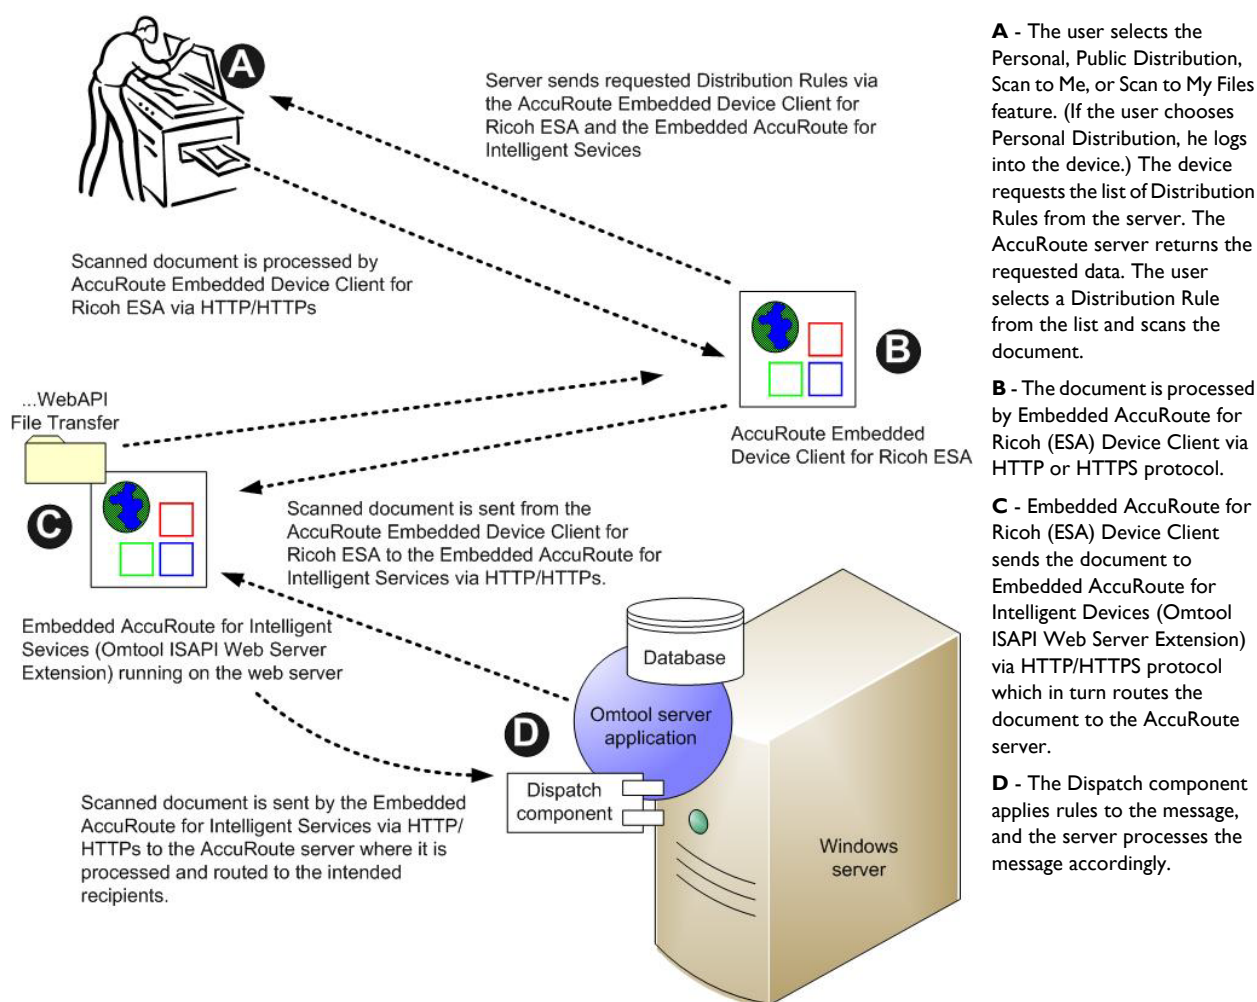 A
Server sends requested Distribution Rules via
the AccuRoute Embedded Device Client for
Ricoh ESA and the Embedded AccuRoute for
Intelligent Sevices
Scanned document is processed by
AccuRoute Embedded Device Client for
Ricoh ESA via HTTP/HTTPs
B
AccuRoute Embedded
Device Client for Ricoh ESA
...WebAPI
File Transfer
C
Scanned document is sent from the
AccuRoute Embedded Device Client for
Ricoh ESA to the Embedded AccuRoute for
Intelligent Services via HTTP/HTTPs.
Embedded AccuRoute for Intelligent
Sevices (Omtool ISAPI Web Server
Extension) running on the web server
Database
Omtool server
application
D
Dispatch
component
Windows
server
Scanned document is sent by the Embedded
AccuRoute for Intelligent Services via HTTP/
HTTPs to the AccuRoute server where it is
processed and routed to the intended
recipients.
A - The user selects the
Personal, Public Distribution,
Scan to Me, or Scan to My Files
feature. (If the user chooses
Personal Distribution, he logs
into the device.) The device
requests the list of Distribution
Rules from the server. The
AccuRoute server returns the
requested data. The user
selects a Distribution Rule
from the list and scans the
document.
B - The document is processed
by Embedded AccuRoute for
Ricoh (ESA) Device Client via
HTTP or HTTPS protocol.
C - Embedded AccuRoute for
Ricoh (ESA) Device Client
sends the document to
Embedded AccuRoute for
Intelligent Devices (Omtool
ISAPI Web Server Extension)
via HTTP/HTTPS protocol
which in turn routes the
document to the AccuRoute
server.
D - The Dispatch component
applies rules to the message,
and the server processes the
message accordingly.